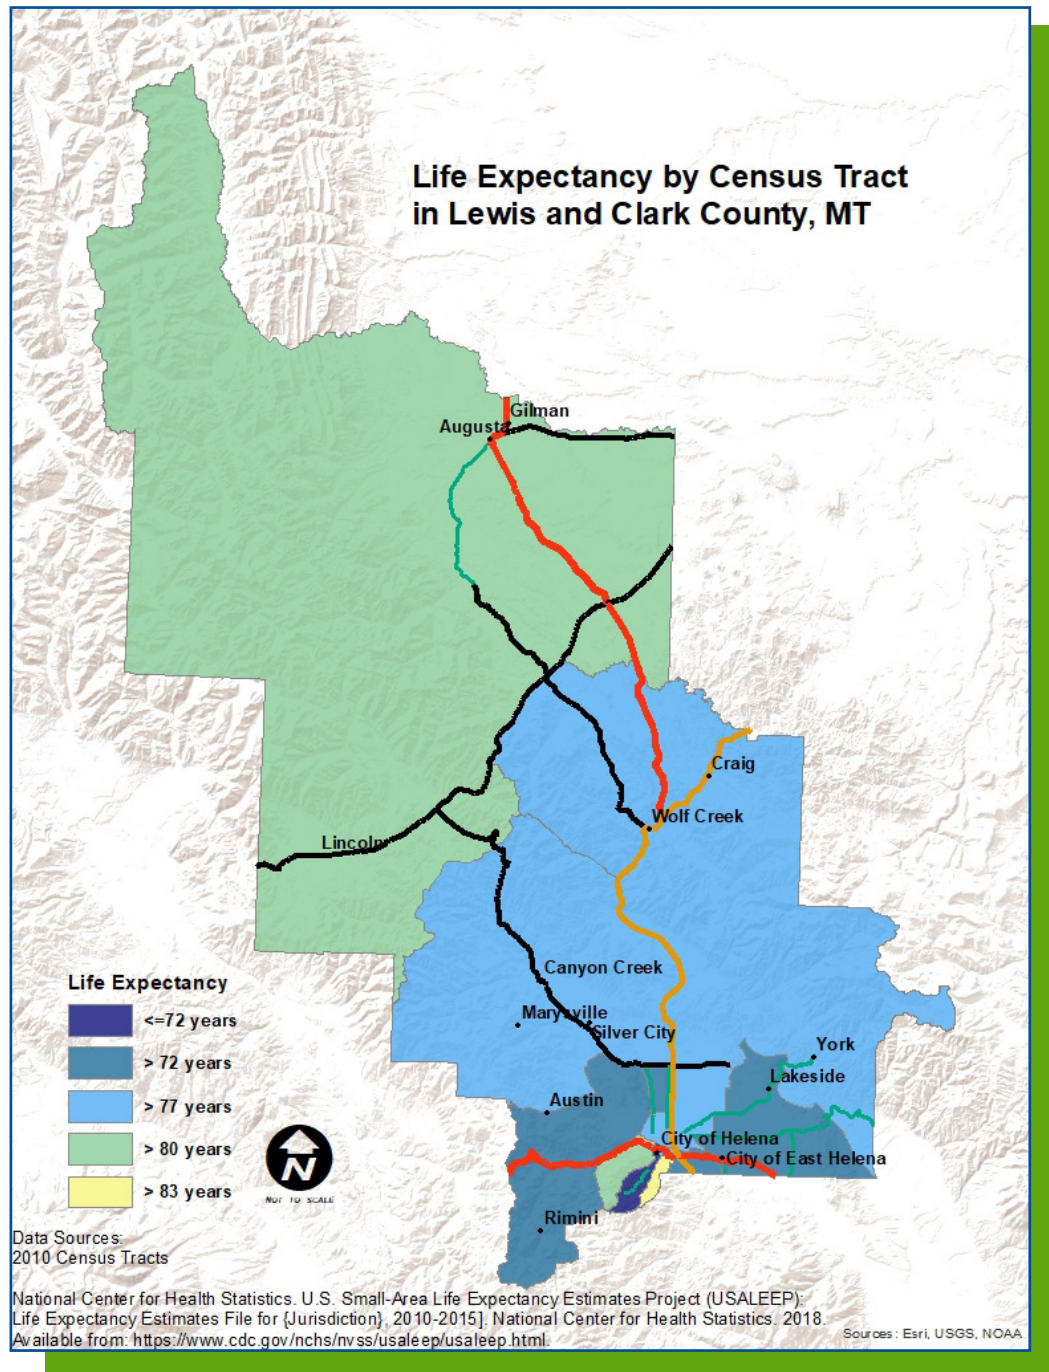 Life Expectancy by Census Tract
in Lewis and Clark County, MT
Gilman
Augusta
Craig
Wolf Creek
Lincoln
Canyon Creek
Marysville
Silver City
York
Lakeside
Austin
City of Helena
City of East Helena
Rimini
Life Expectancy
<=72 years
> 72 years
> 77 years
> 80 years
> 83 years
N
NOT TO SCALE
Data Sources:
2010 Census Tracts
National Center for Health Statistics. U.S. Small-Area Life Expectancy Estimates Project (USALEEP):
Life Expectancy Estimates File for {Jurisdiction}, 2010-2015]. National Center for Health Statistics. 2018.
Available from: https://www.cdc.gov/nchs/nvss/usaleep/usaleep.html.
Sources: Esri, USGS, NOAA